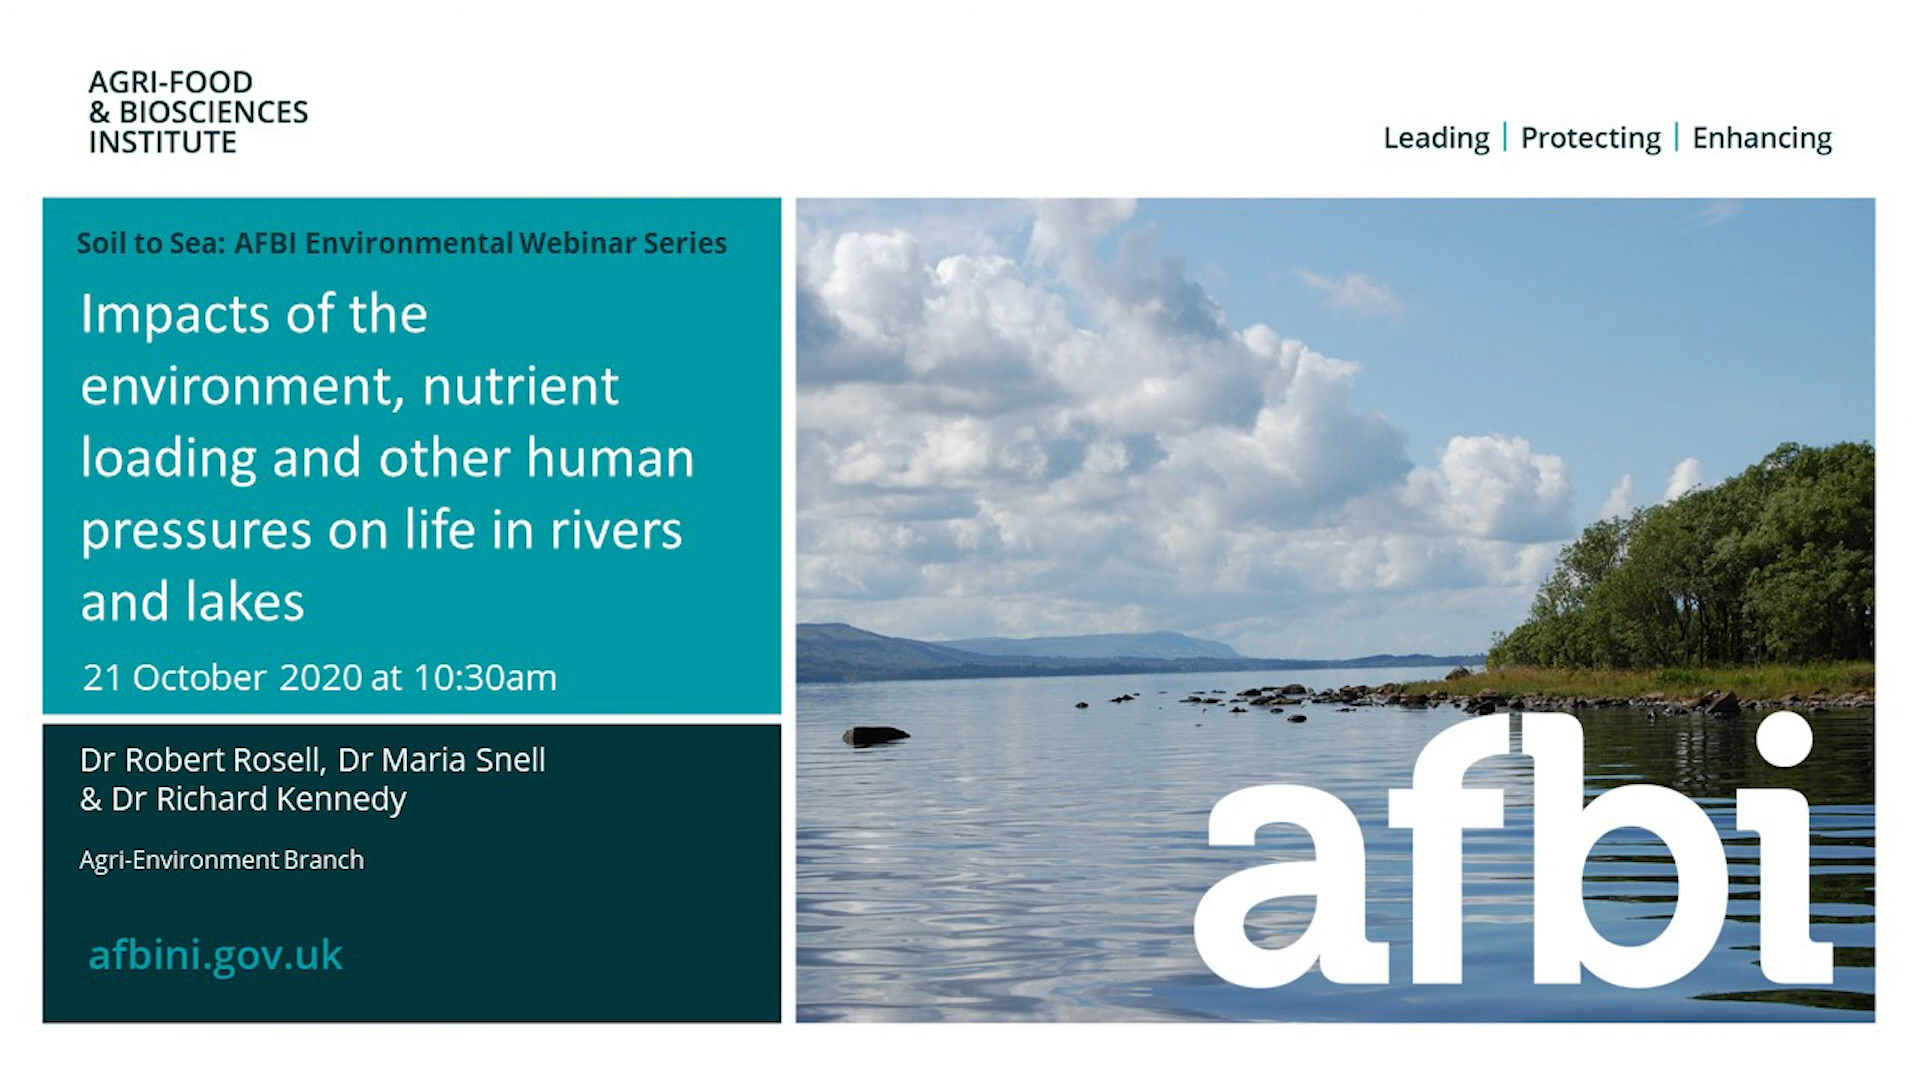 AGRI-FOOD
& BIOSCIENCES
INSTITUTE
Leading | Protecting | Enhancing
Soil to Sea: AFBI Environmental Webinar Series
Impacts of the
environment, nutrient
loading and other human
pressures on life in rivers
and lakes
21 October 2020 at 10:30am
Dr Robert Rosell, Dr Maria Snell
& Dr Richard Kennedy
Agri-Environment Branch
afbini.gov.uk
afbi